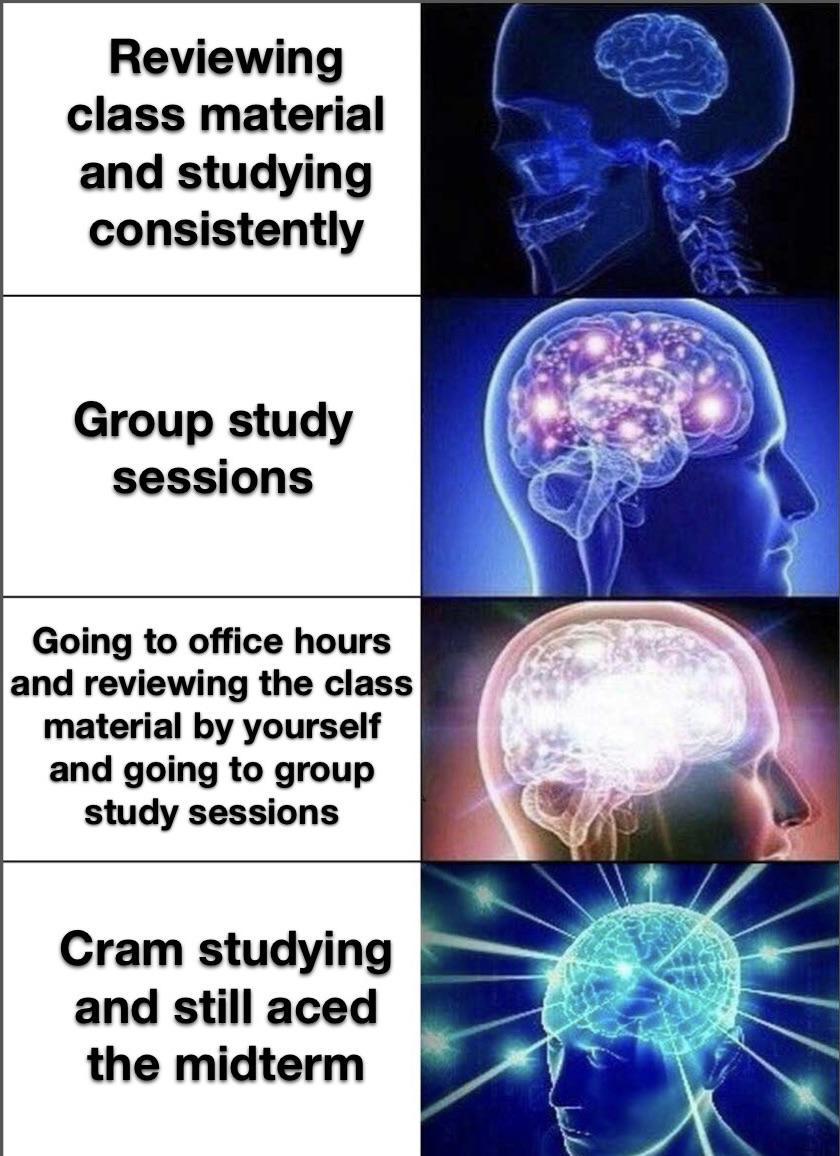 Reviewing
class material
and studying
consistently
Group study
sessions
Going to office hours
and reviewing the class
material by yourself
and going to group
study sessions
Cram studying
and still aced
the midterm